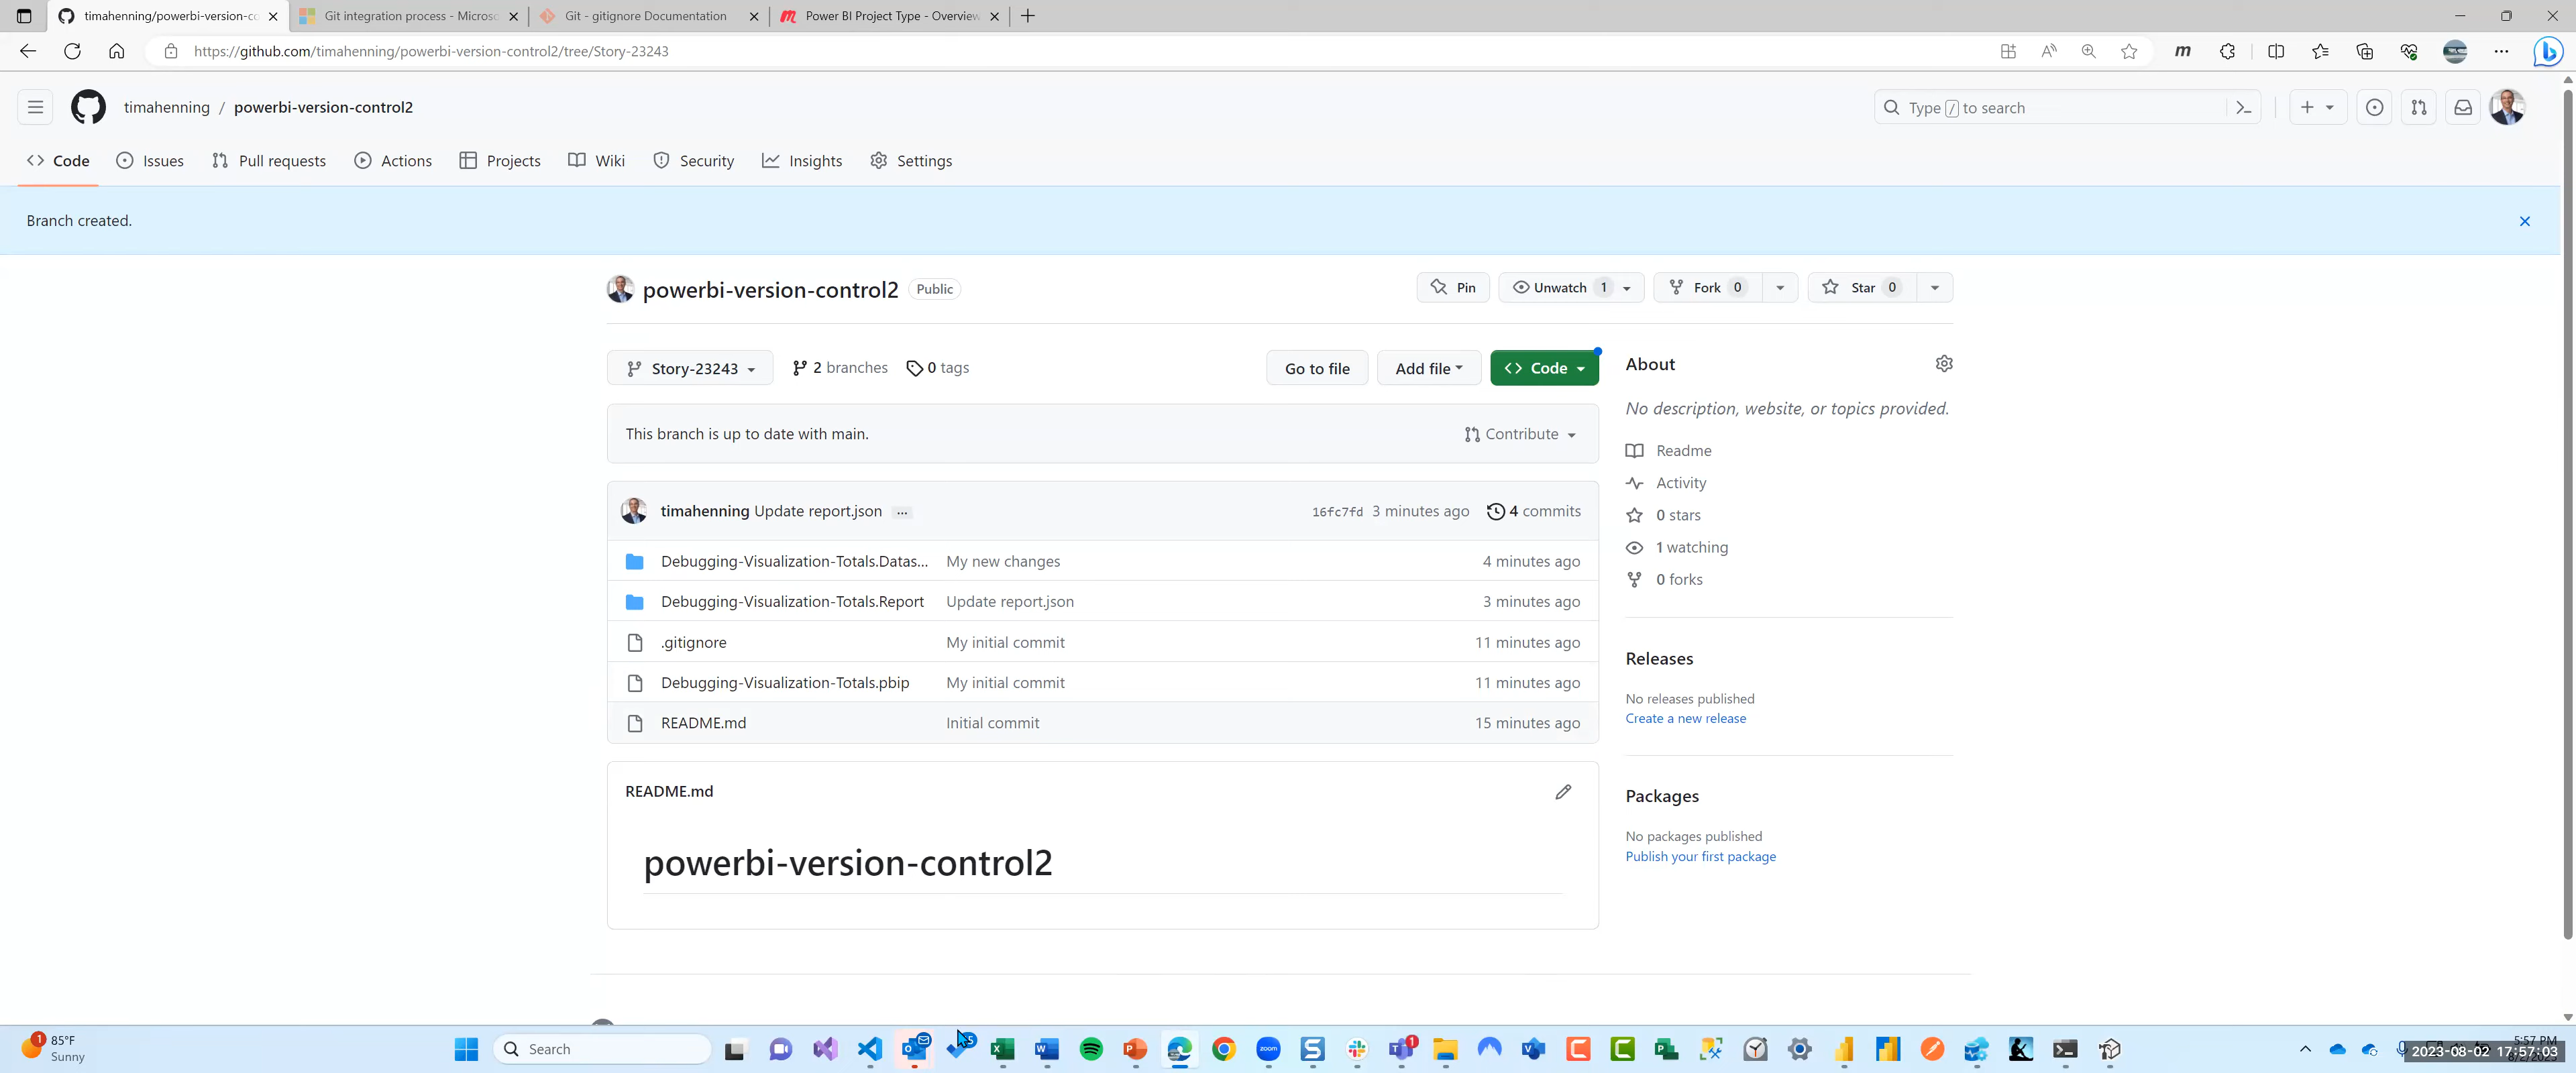 timahenning/powerbi-version-co
Git integration process - Microsc
Git - gitignore Documentation
Power BI Project Type - Overview
https://github.com/timahenning/powerbi-version-control2/tree/Story-23243
timahenning / powerbi-version-control2
Type / to search
Code
Issues
Pull requests
Actions
Projects
Wiki
Security
Insights
Settings
Branch created.
powerbi-version-control2 Public
Pin
Unwatch 1
Fork 0
Star 0
Story-23243
2 branches
0 tags
Go to file
Add file
Code
This branch is up to date with main.
Contribute
timahenning Update report.json ...
16fc7fd 3 minutes ago
4 commits
Debugging-Visualization-Totals.Datas... My new changes 4 minutes ago
Debugging-Visualization-Totals.Report Update report.json 3 minutes ago
.gitignore My initial commit 11 minutes ago
Debugging-Visualization-Totals.pbip My initial commit 11 minutes ago
README.md Initial commit 15 minutes ago
README.md
powerbi-version-control2
About
No description, website, or topics provided.
Readme
Activity
0 stars
1 watching
0 forks
Releases
No releases published
Create a new release
Packages
No packages published
Publish your first package
1
85°F
Sunny
Search
zoom
1
5:57 PM
2023-08-02 17:57:03